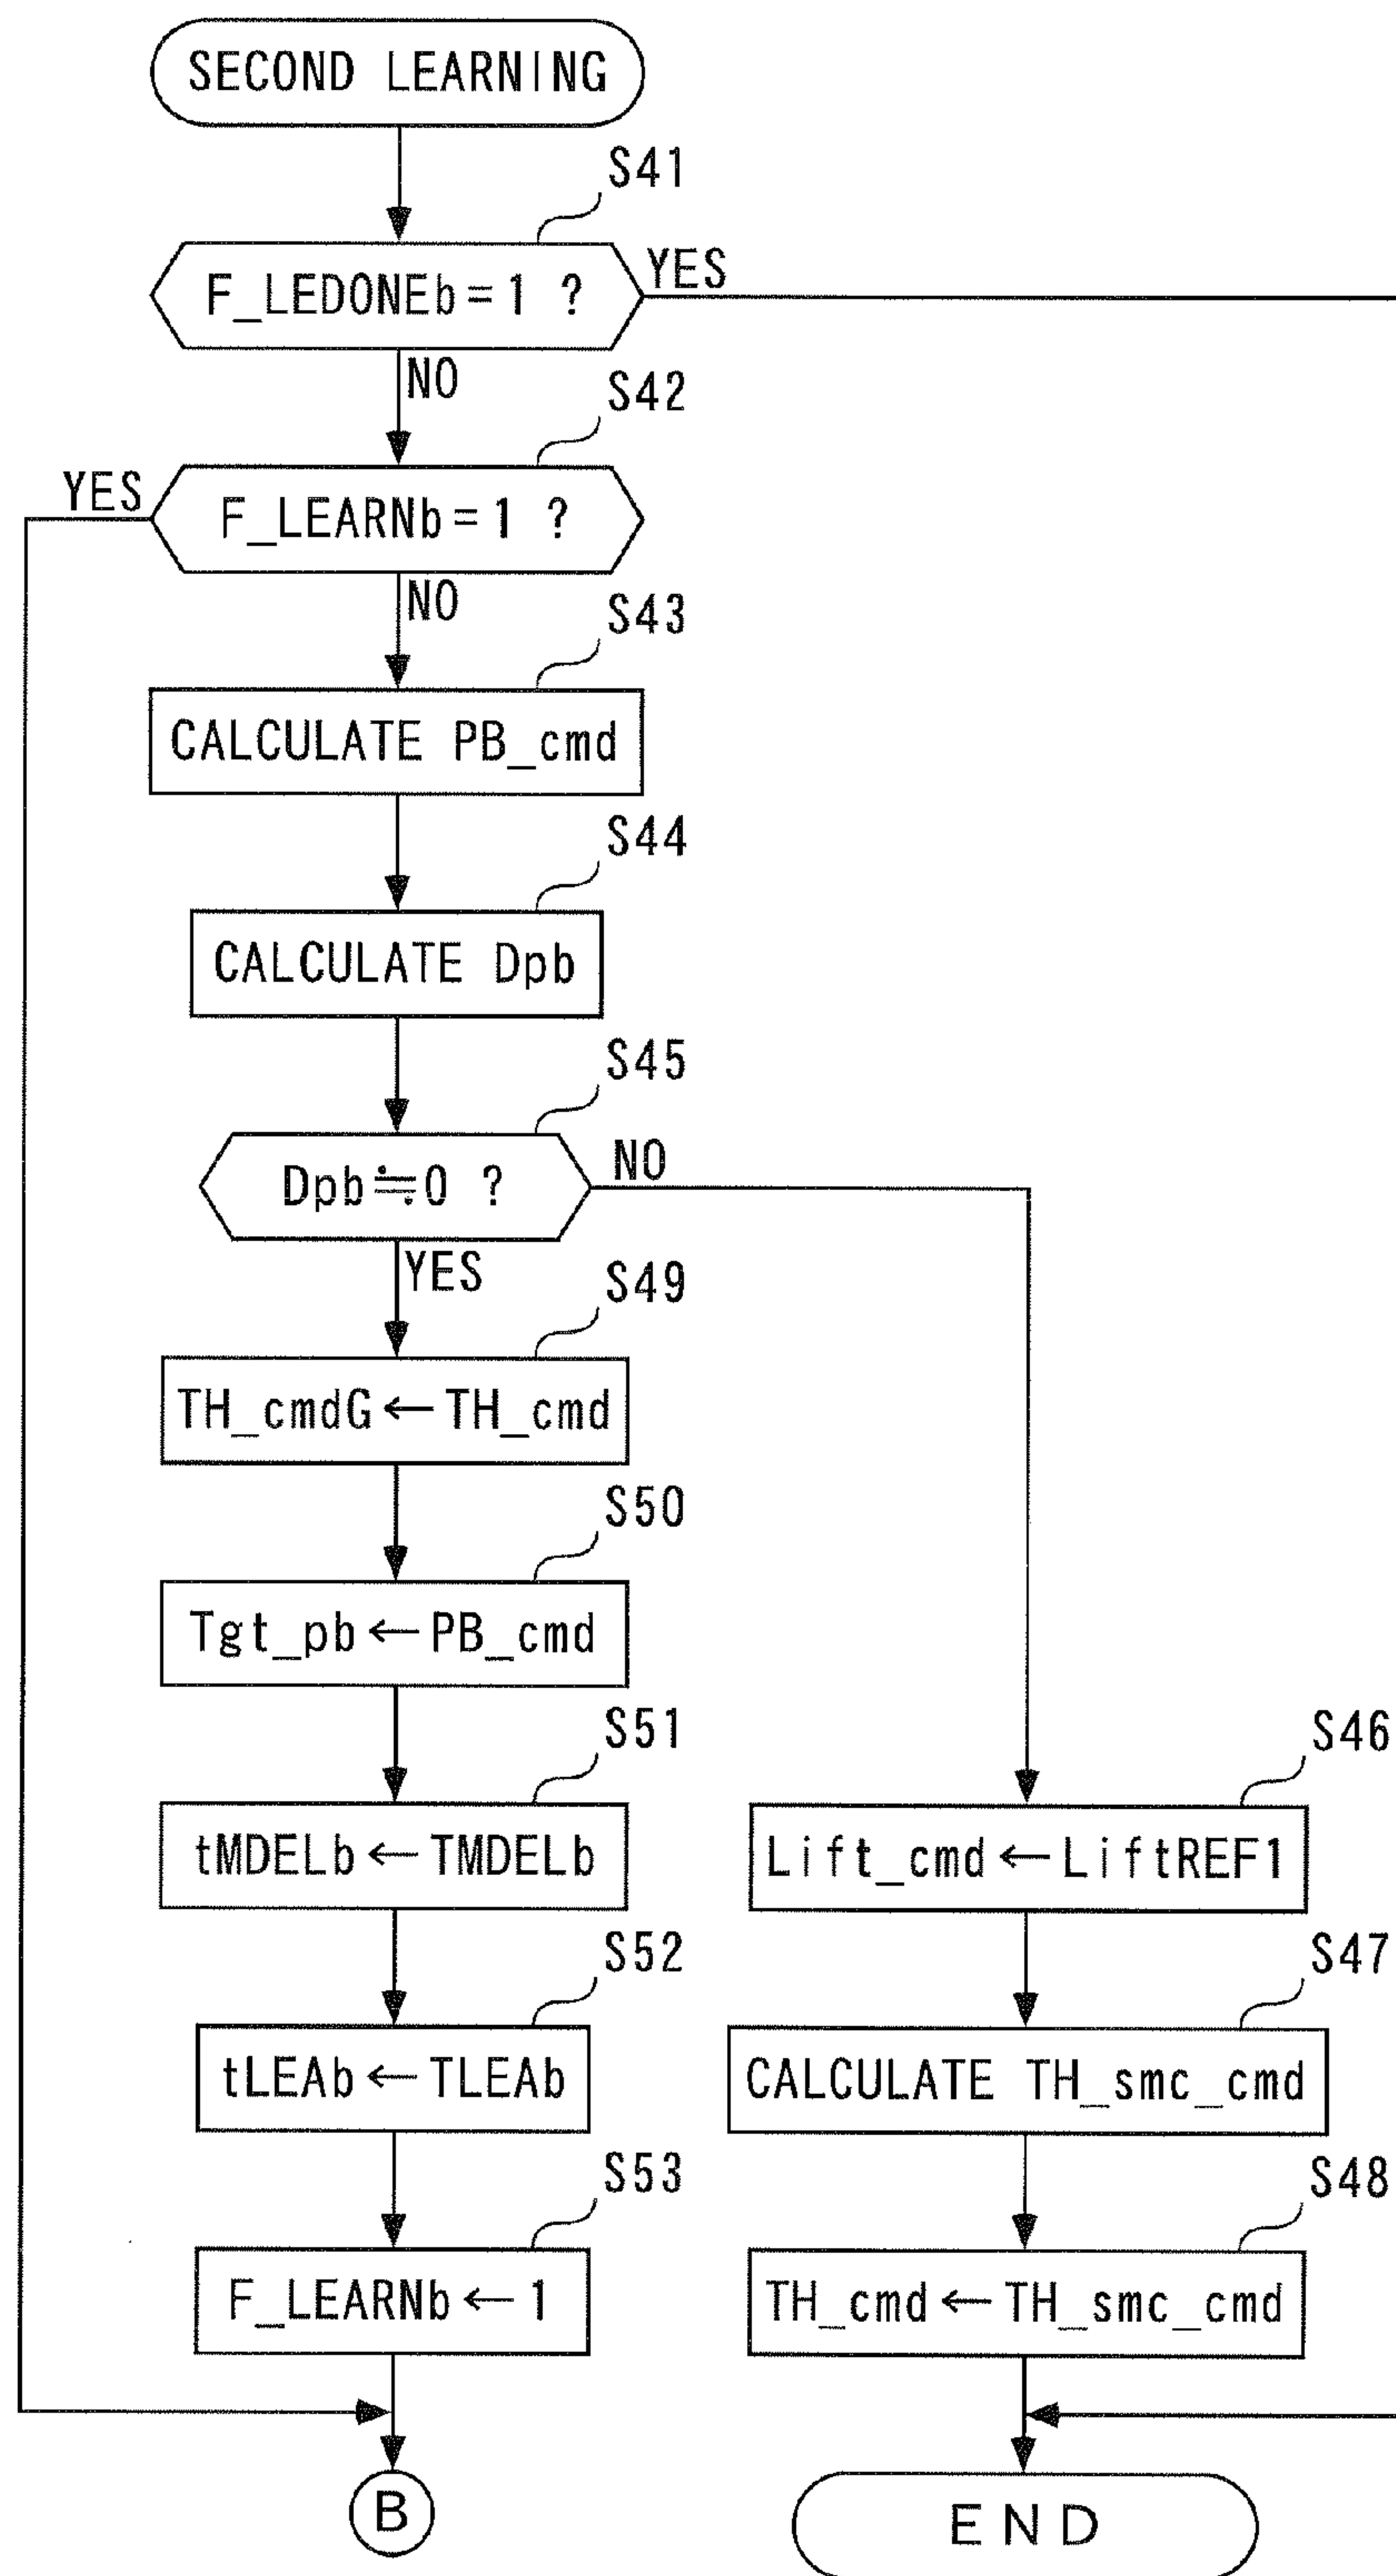 SECOND LEARNING
S41
F_LEDONEb=1 ?
YES
NO
S42
YES
F_LEARNb=1 ?
NO
S43
CALCULATE PB_cmd
S44
CALCULATE Dpb
S45
Dpb≒0 ?
NO
YES
S49
TH_cmdG←TH_cmd
S50
Tgt_pb←PB_cmd
S51
tMDELb←TMDELb
S46
Lift_cmd←LiftREF1
S52
tLEAb←TLEAb
S47
CALCULATE TH_smc_cmd
S53
F_LEARNb←1
S48
TH_cmd←TH_smc_cmd
B
END